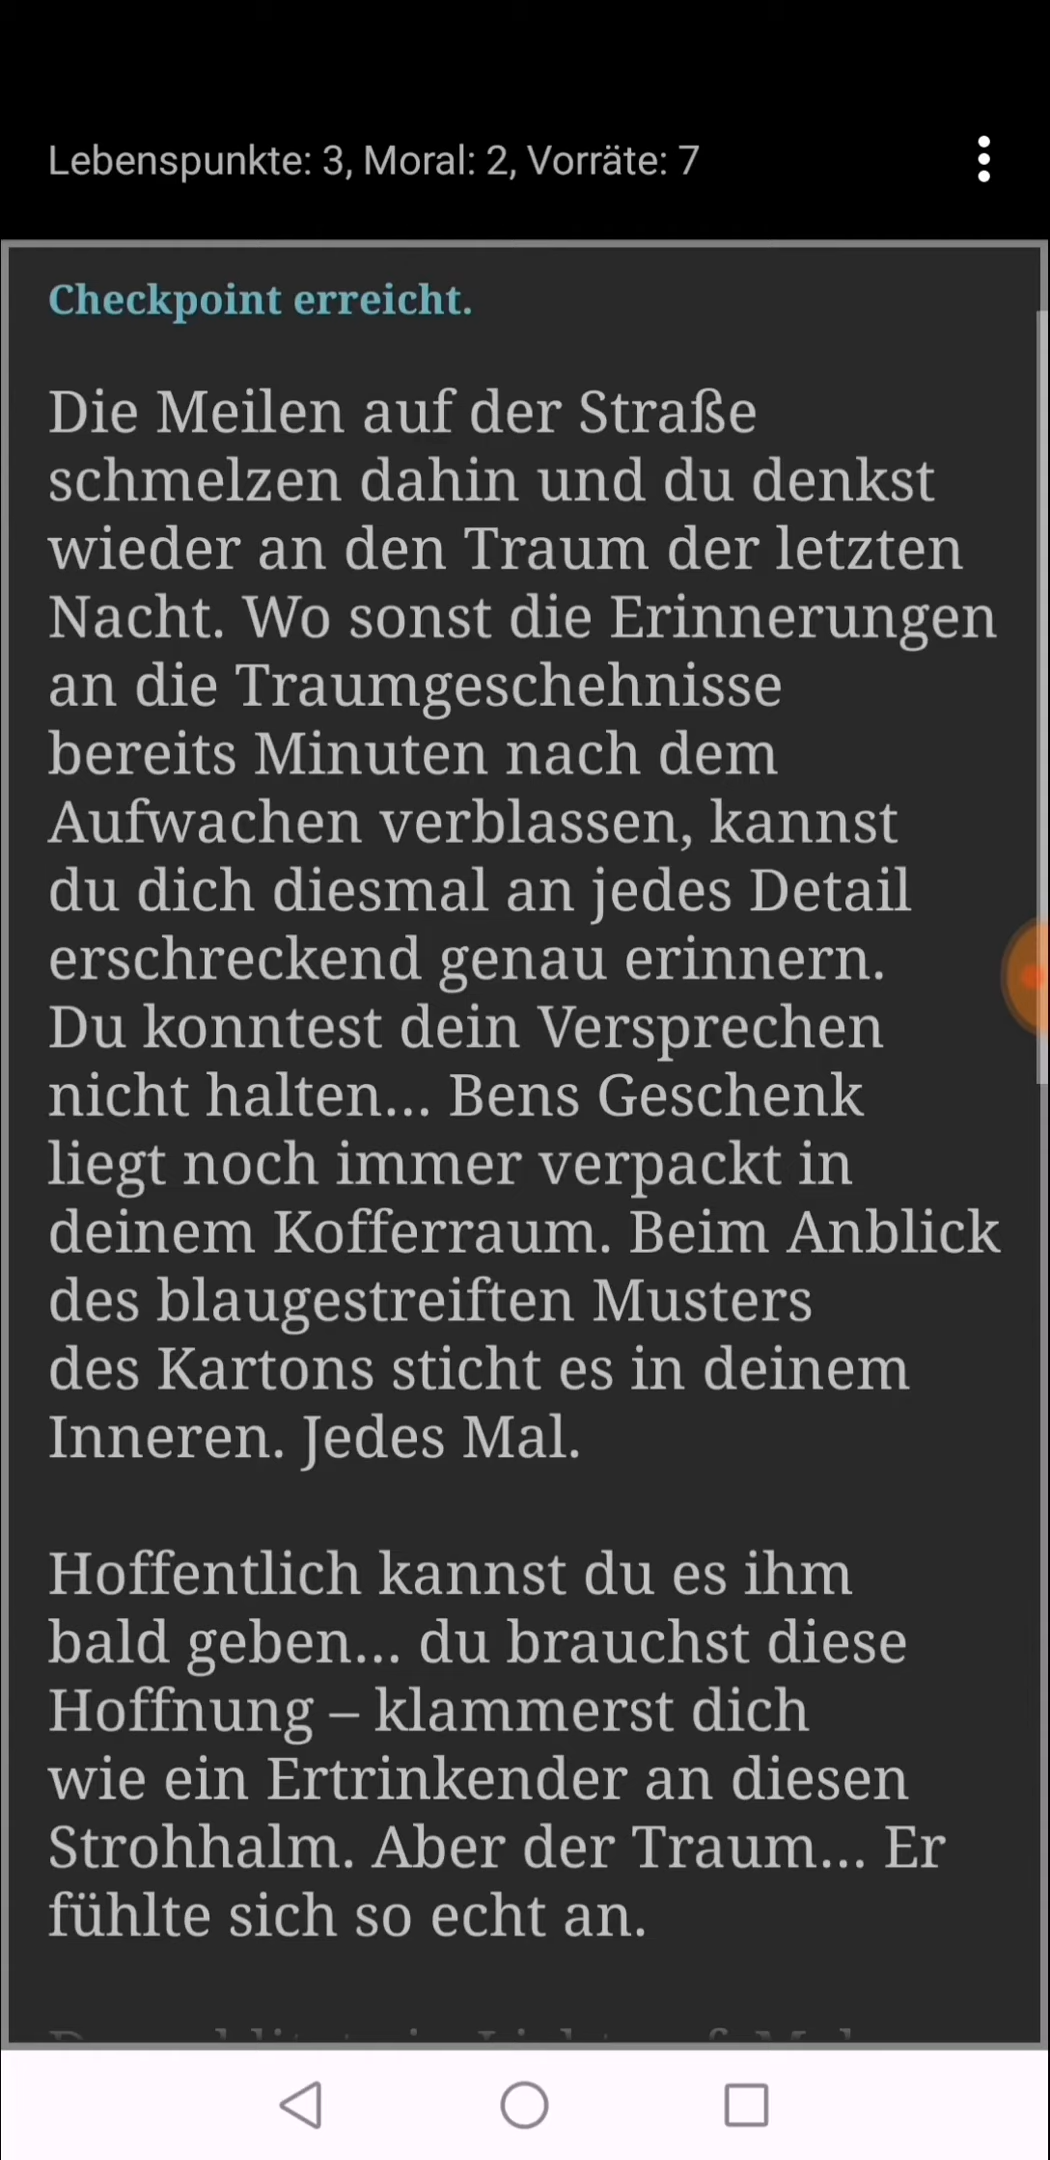 Lebenspunkte: 3, Moral: 2, Vorräte: 7
Checkpoint erreicht.
Die Meilen auf der Straße
schmelzen dahin und du denkst
wieder an den Traum der letzten
Nacht. Wo sonst die Erinnerungen
an die Traumgeschehnisse
bereits Minuten nach dem
Aufwachen verblassen, kannst
du dich diesmal an jedes Detail
erschreckend genau erinnern.
Du konntest dein Versprechen
nicht halten... Bens Geschenk
liegt noch immer verpackt in
deinem Kofferraum. Beim Anblick
des blaugestreiften Musters
des Kartons sticht es in deinem
Inneren. Jedes Mal.
Hoffentlich kannst du es ihm
bald geben... du brauchst diese
Hoffnung – klammerst dich
wie ein Ertrinkender an diesen
Strohhalm. Aber der Traum... Er
fühlte sich so echt an.